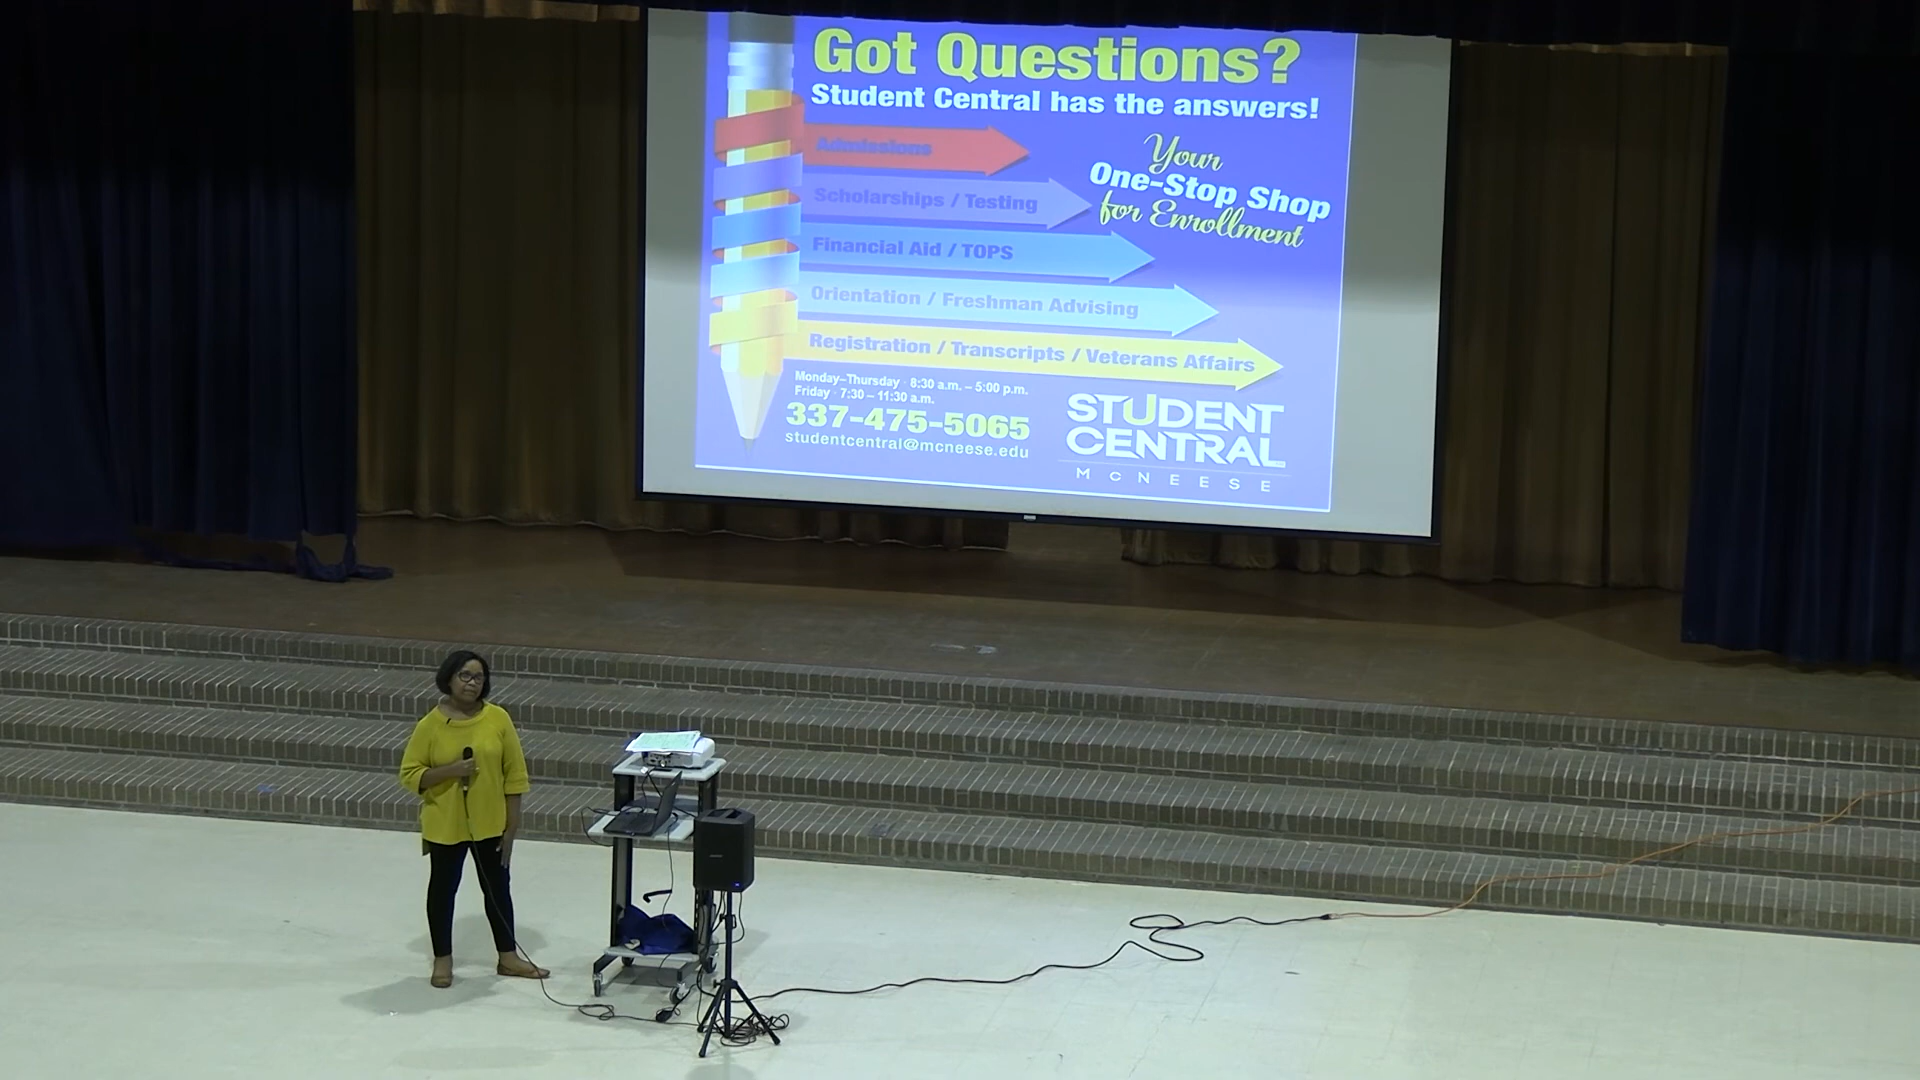 Got Questions?
Student Central has the answers!
Admissions
Scholarships / Testing
Financial Aid / TOPS
Orientation / Freshman Advising
Registration / Transcripts / Veterans Affairs
Your
One-Stop Shop
for Enrollment
Monday–Thursday · 8:30 a.m. – 5:00 p.m.
Friday · 7:30 – 11:30 a.m.
337-475-5065
studentcentral@mcneese.edu
STUDENT
CENTRAL
MCNEESE